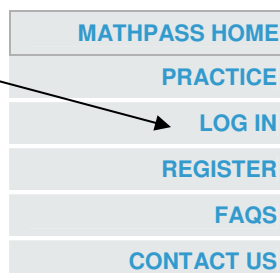 MATHPASS HOME
PRACTICE
LOG IN
REGISTER
FAQS
CONTACT US